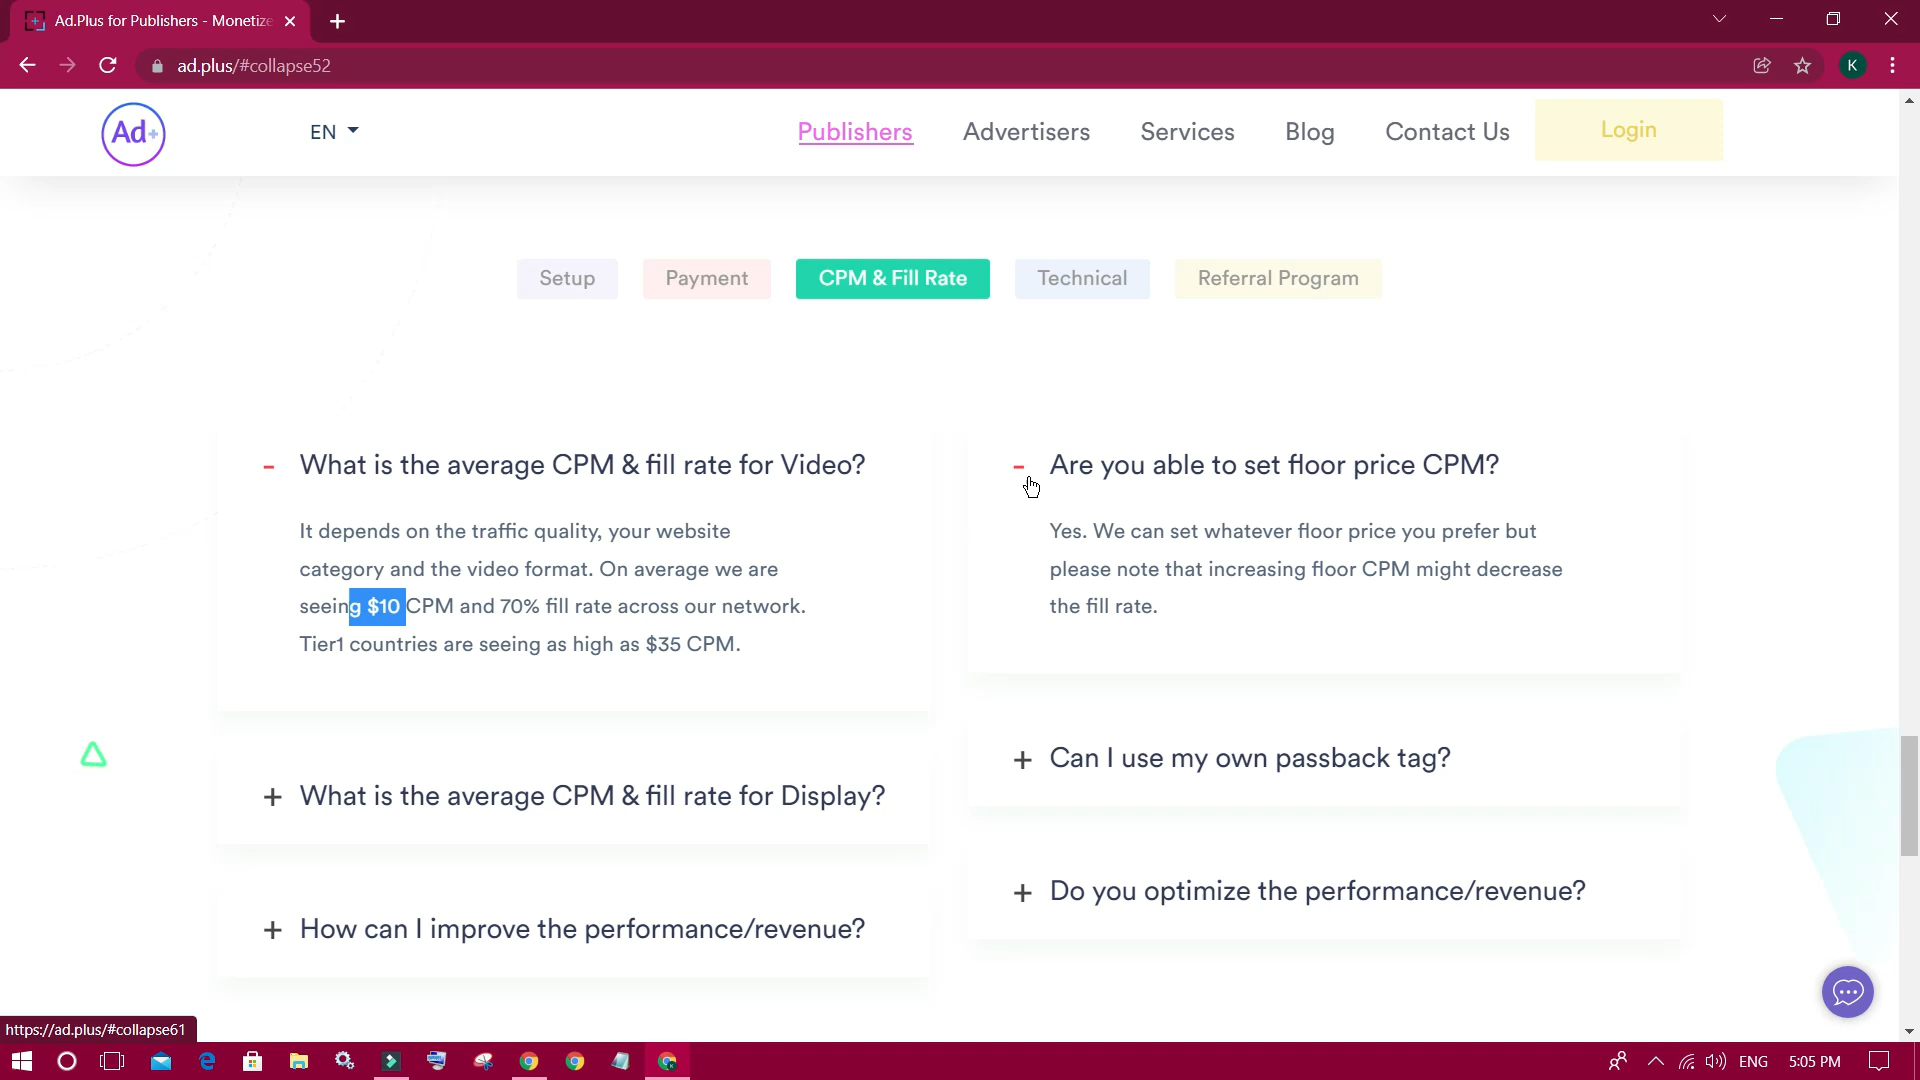 Ad.Plus for Publishers - Monetize
ad.plus/#collapse52
K
Ad+
EN
Publishers
Advertisers
Services
Blog
Contact Us
Login
Setup
Payment
CPM & Fill Rate
Technical
Referral Program
- What is the average CPM & fill rate for Video?
It depends on the traffic quality, your website
category and the video format. On average we are
seeing $10 CPM and 70% fill rate across our network.
Tier1 countries are seeing as high as $35 CPM.
+ What is the average CPM & fill rate for Display?
+ How can I improve the performance/revenue?
- Are you able to set floor price CPM?
Yes. We can set whatever floor price you prefer but
please note that increasing floor CPM might decrease
the fill rate.
+ Can I use my own passback tag?
+ Do you optimize the performance/revenue?
https://ad.plus/#collapse61
ENG
5:05 PM